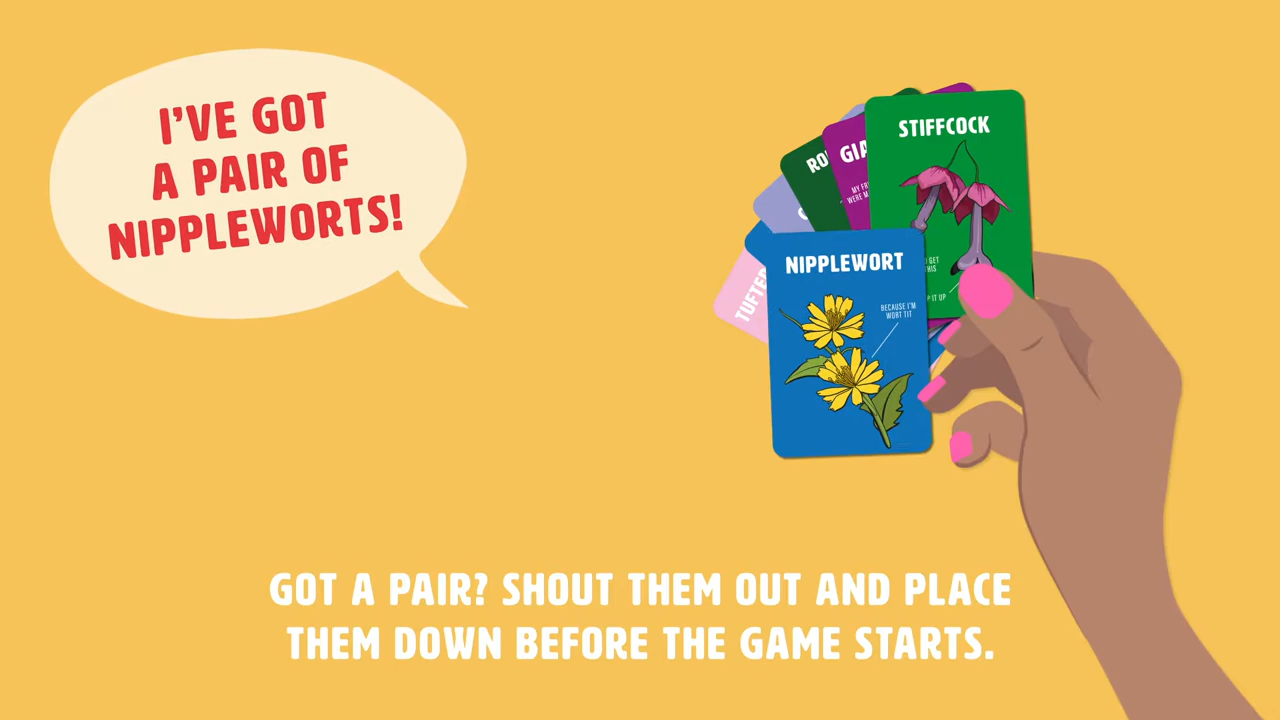 I'VE GOT
A PAIR OF
NIPPLEWORTS!
STIFFCOCK
NIPPLEWORT
BECAUSE I'M
WORT TIT
TUFTED
GOT A PAIR? SHOUT THEM OUT AND PLACE
THEM DOWN BEFORE THE GAME STARTS.